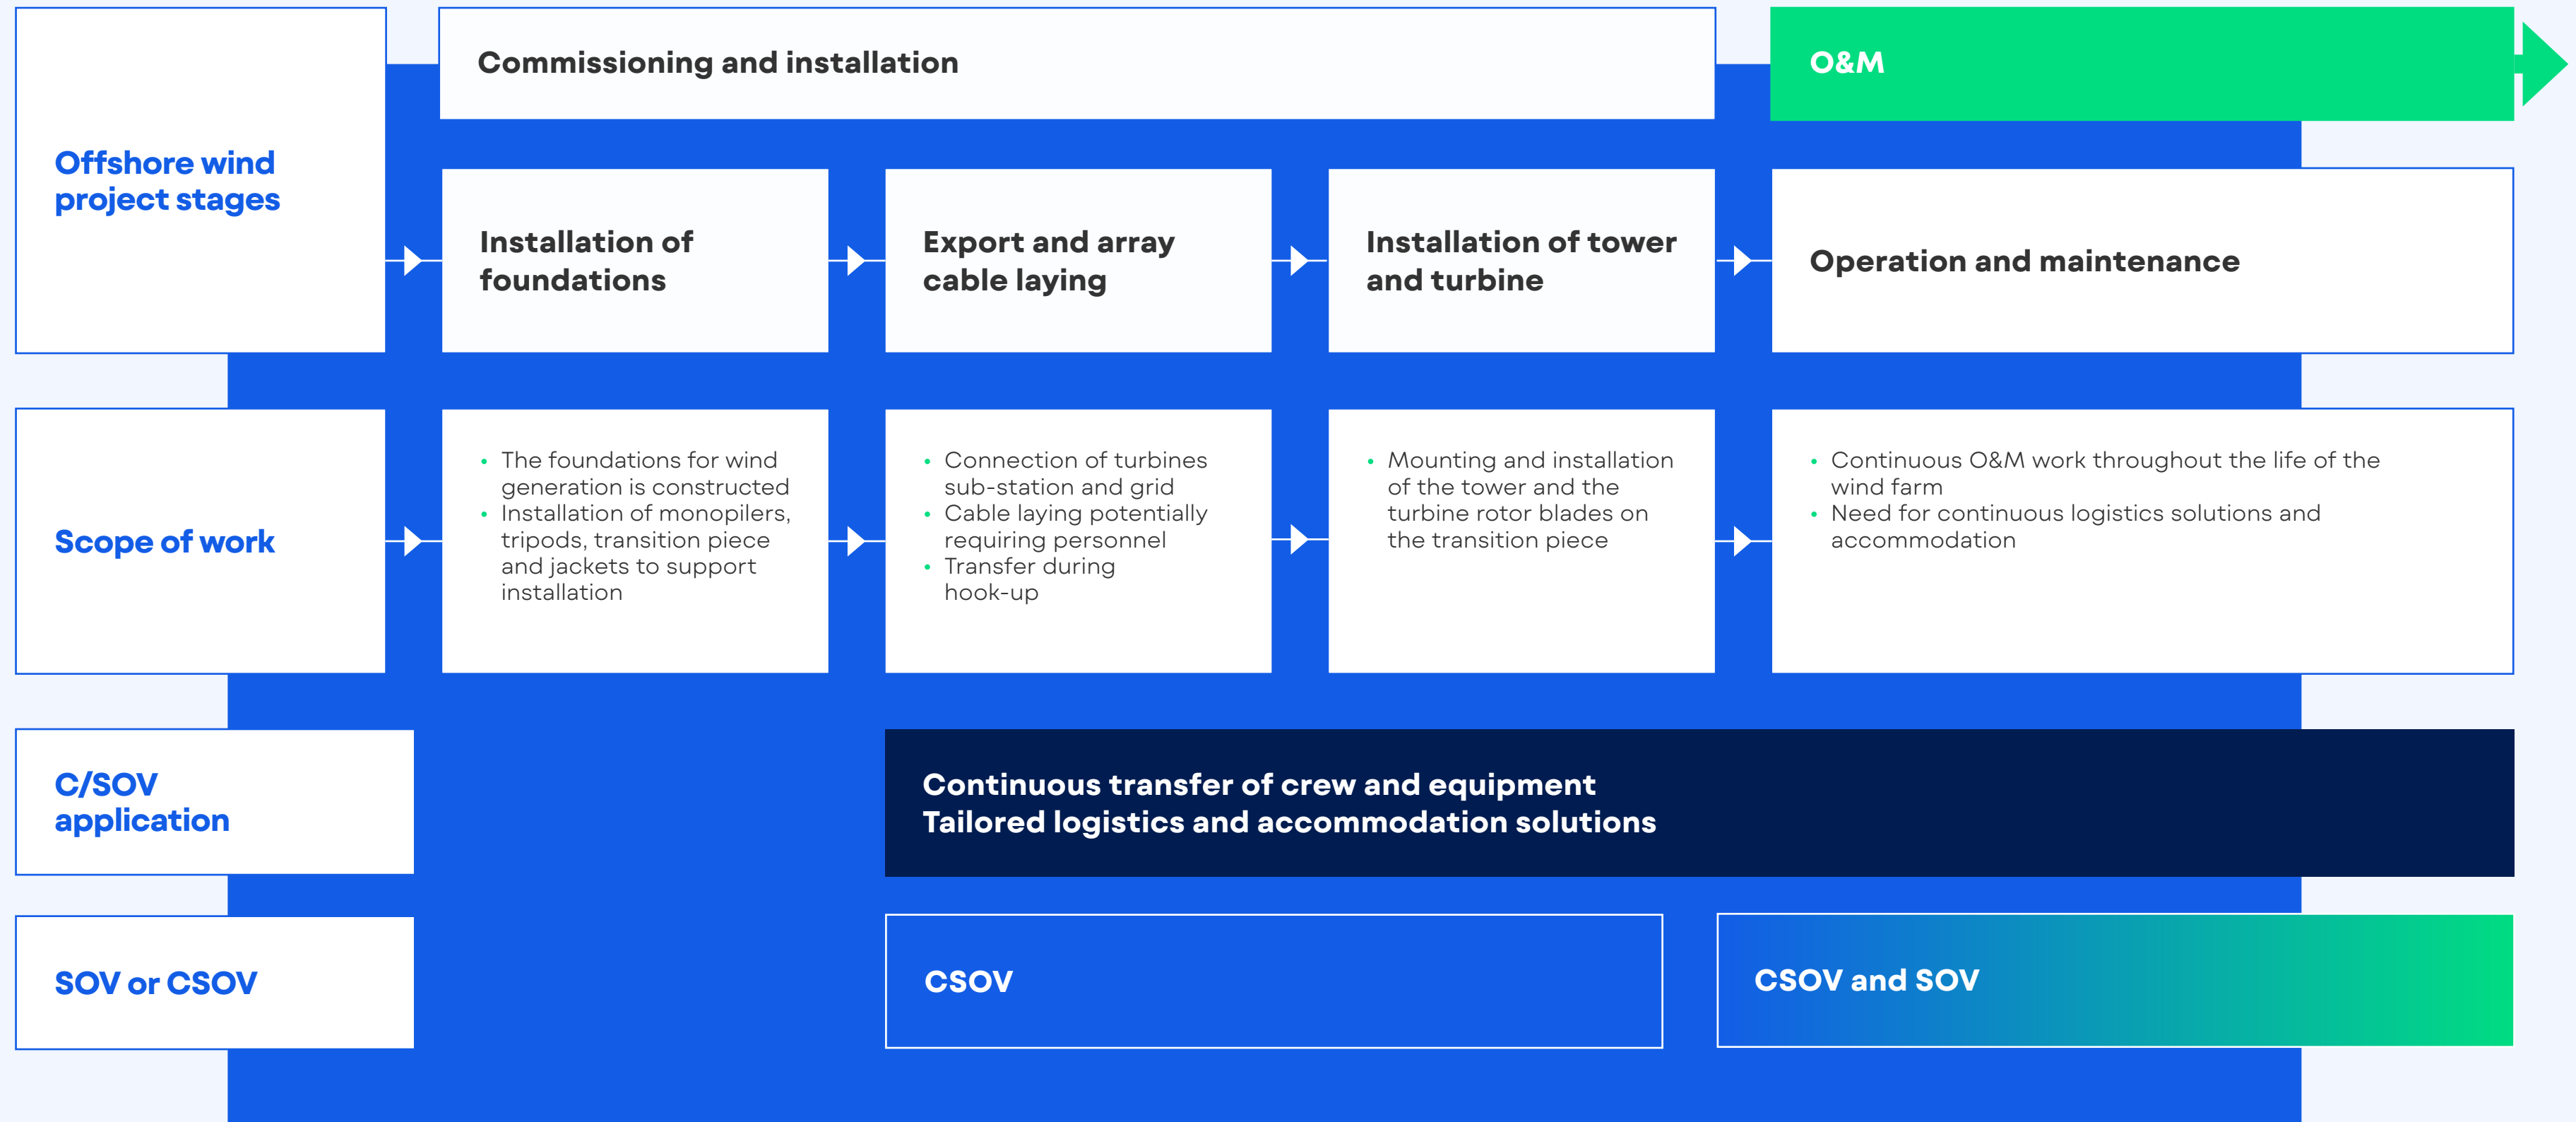 Offshore wind
project stages
Commissioning and installation
O&M
Installation of
foundations
Export and array
cable laying
Installation of tower
and turbine
Operation and maintenance
Scope of work
• The foundations for wind
generation is constructed
• Installation of monopilers,
tripods, transition piece
and jackets to support
installation
• Connection of turbines
sub-station and grid
• Cable laying potentially
requiring personnel
• Transfer during
hook-up
• Mounting and installation
of the tower and the
turbine rotor blades on
the transition piece
• Continuous O&M work throughout the life of the
wind farm
• Need for continuous logistics solutions and
accommodation
C/SOV
application
Continuous transfer of crew and equipment
Tailored logistics and accommodation solutions
SOV or CSOV
CSOV
CSOV and SOV